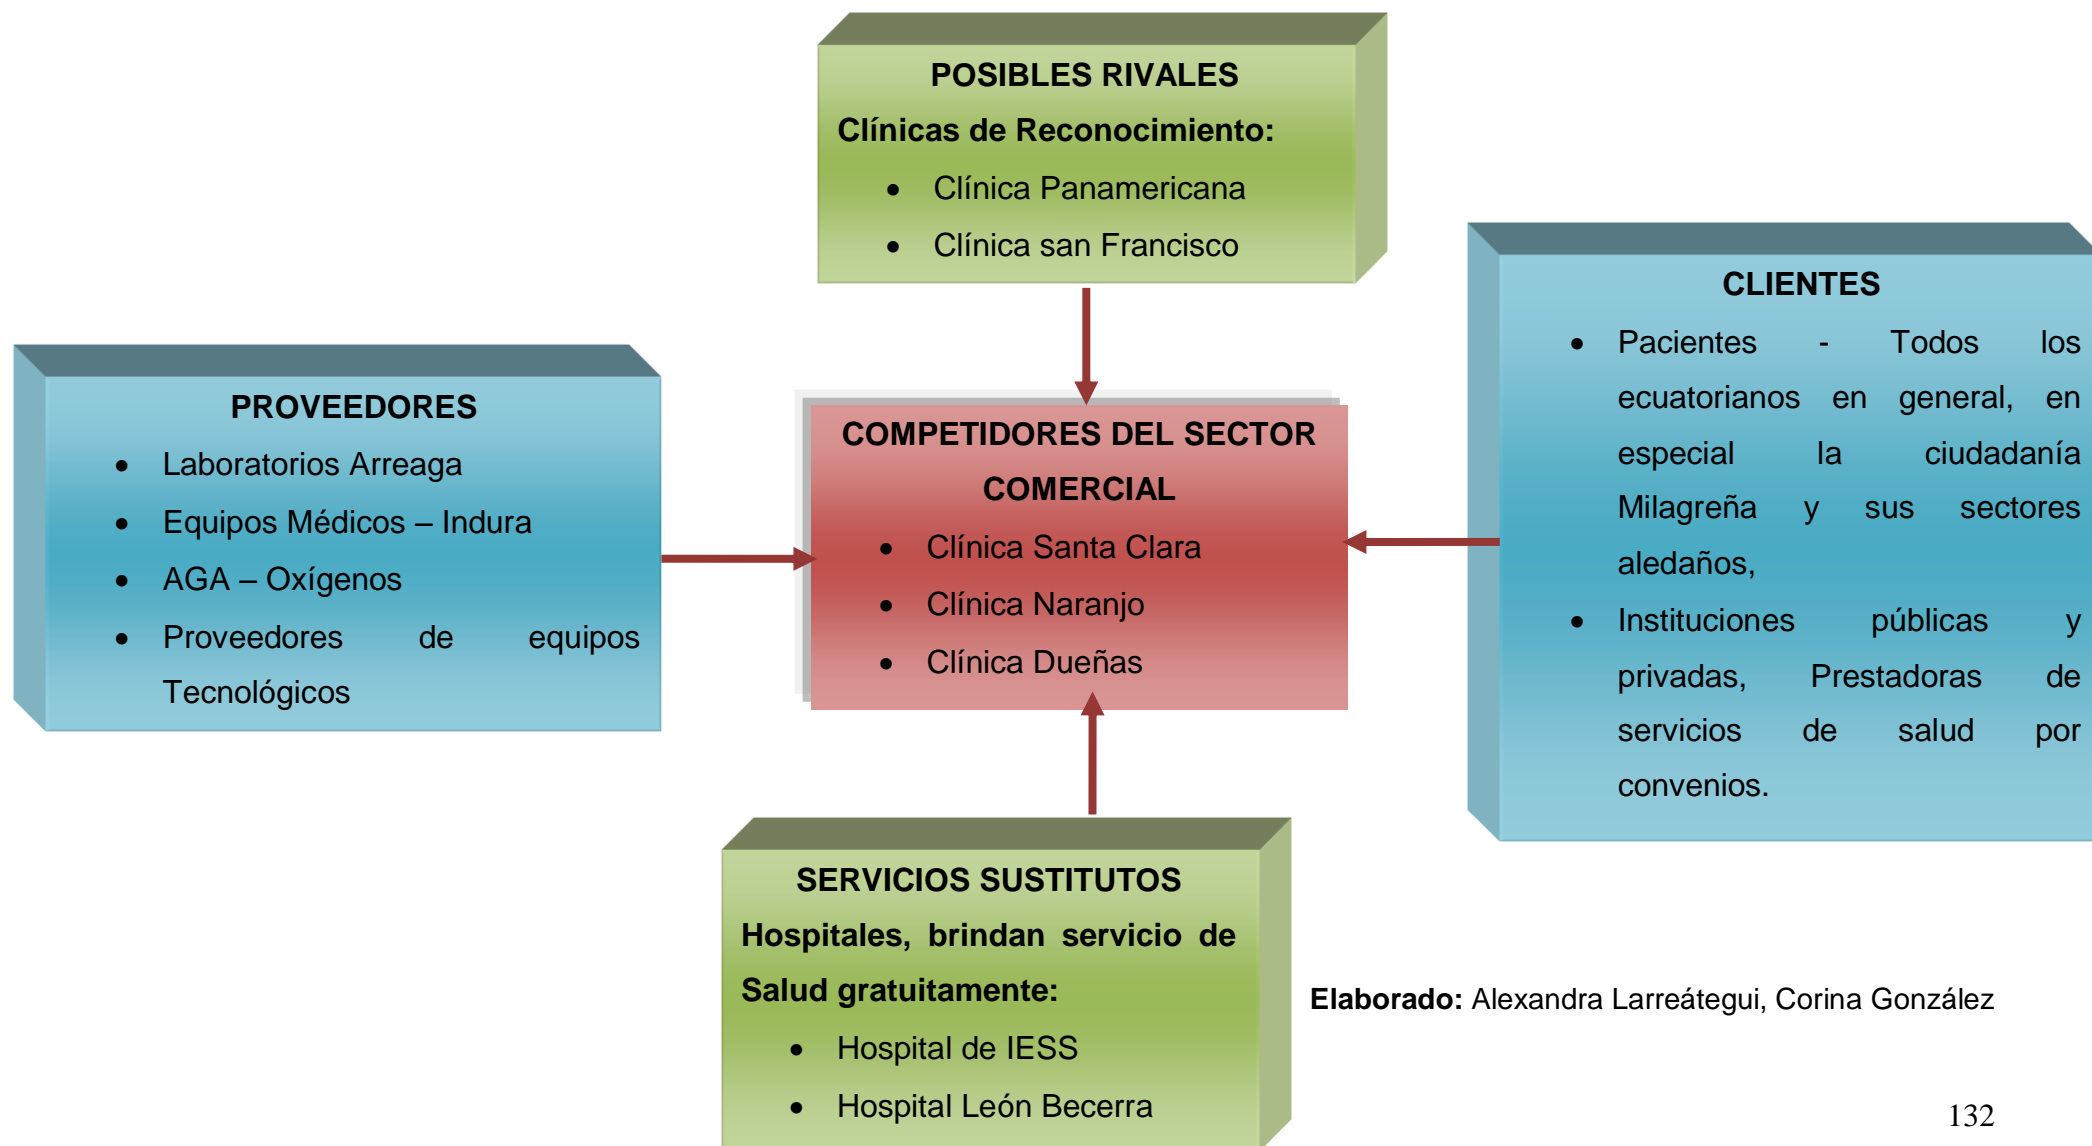 POSIBLES RIVALES
Clínicas de Reconocimiento:
• Clínica Panamericana
• Clínica san Francisco
PROVEEDORES
• Laboratorios Arreaga
• Equipos Médicos – Indura
• AGA – Oxígenos
• Proveedores de equipos
Tecnológicos
COMPETIDORES DEL SECTOR
COMERCIAL
• Clínica Santa Clara
• Clínica Naranjo
• Clínica Dueñas
CLIENTES
• Pacientes - Todos los
ecuatorianos en general, en
especial la ciudadanía
Milagreña y sus sectores
aledaños,
• Instituciones públicas y
privadas, Prestadoras de
servicios de salud por
convenios.
SERVICIOS SUSTITUTOS
Hospitales, brindan servicio de
Salud gratuitamente:
• Hospital de IESS
• Hospital León Becerra
Elaborado: Alexandra Larreátegui, Corina González
132